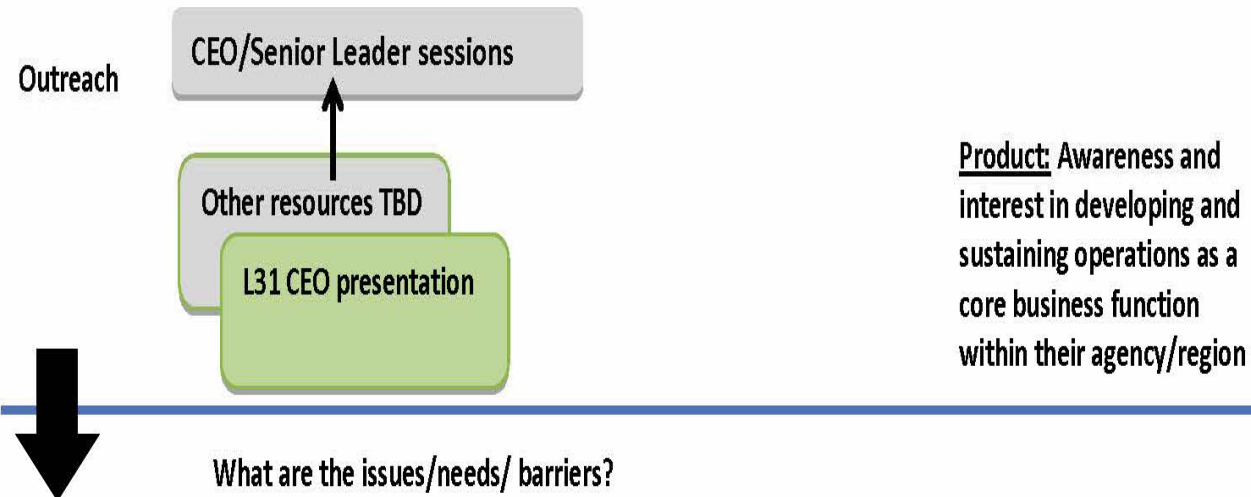 CEO/Senior Leader sessions
Outreach
Other resources TBD
L31 CEO presentation
Product: Awareness and
interest in developing and
sustaining operations as a
core business function
within their agency/region
What are the issues/needs/ barriers?